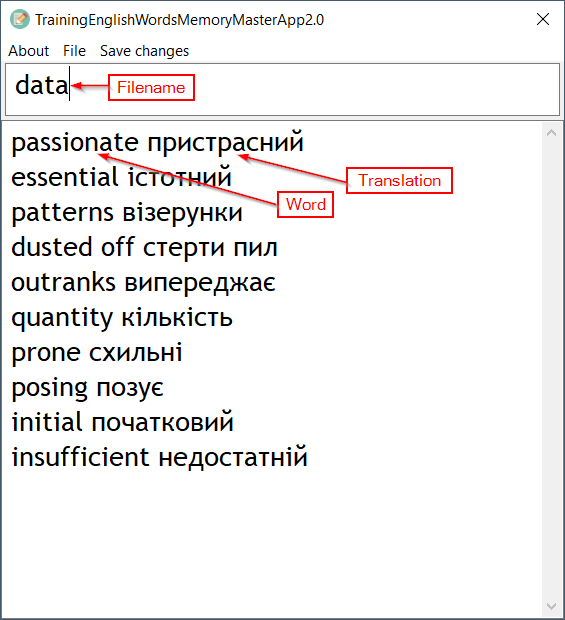 TrainingEnglishWordsMemoryMasterApp2.0
About File Save changes
data
Filename
passionate пристрасний
essential істотний
Translation
patterns візерунки
Word
dusted off стерти пил
outranks випереджає
quantity кількість
prone схильні
posing позує
initial початковий
insufficient недостатній